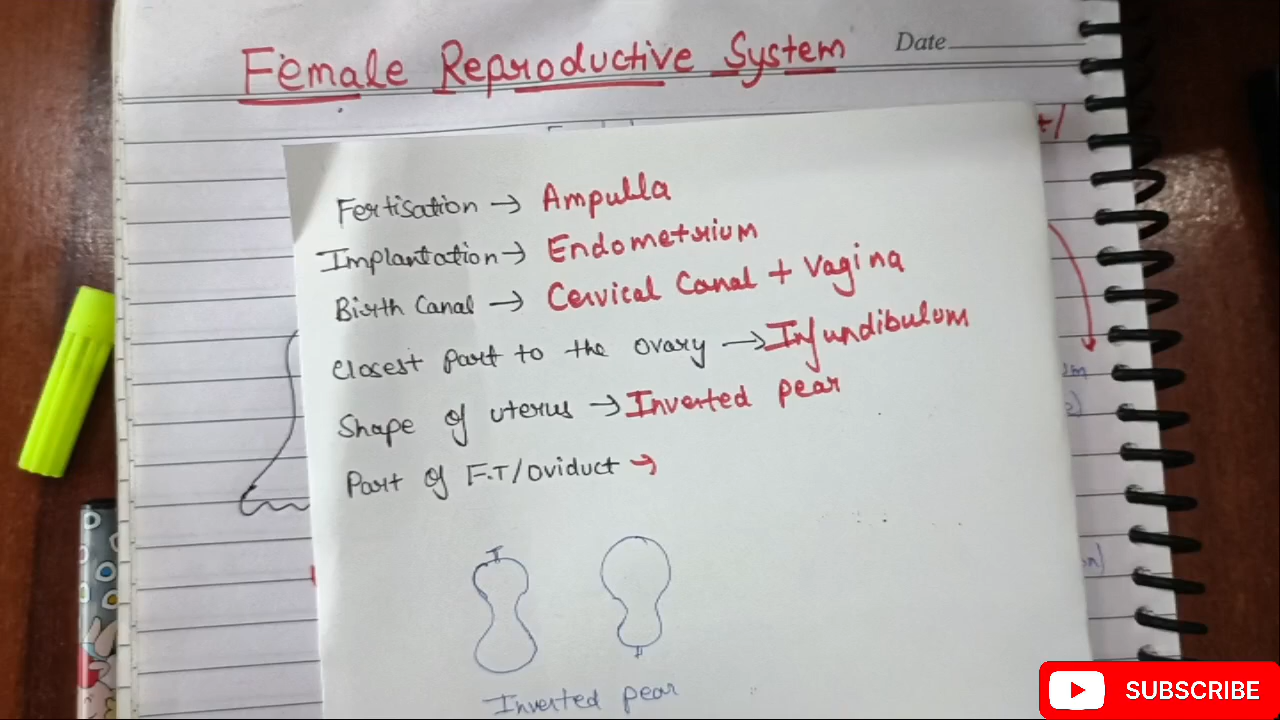 Female Reproductive System
Date
Fertisation → Ampulla
Implantation → Endometrium
Birth Canal → Cervical Canal + Vagina
Closest part to the ovary → Infundibulum
Shape of uterus → Inverted pear
Part of F.T/Oviduct →
Inverted pear
SUBSCRIBE